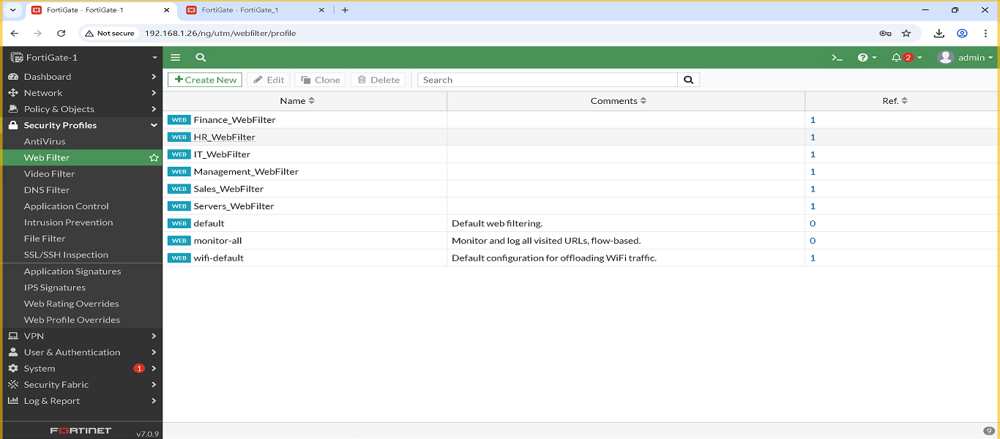 FortiGate - FortiGate-1
FortiGate - FortiGate_1
Not secure 192.168.1.26/ng/utm/webfilter/profile
FortiGate-1
>_ 2 admin
Dashboard
Network
Policy & Objects
Security Profiles
AntiVirus
Web Filter
Video Filter
DNS Filter
Application Control
Intrusion Prevention
File Filter
SSL/SSH Inspection
Application Signatures
IPS Signatures
Web Rating Overrides
Web Profile Overrides
VPN
User & Authentication
System 1
Security Fabric
Log & Report
FORTINET v7.0.9
+ Create New Edit Clone Delete Search
Name Comments Ref.
WEB Finance_WebFilter 1
WEB HR_WebFilter 1
WEB IT_WebFilter 1
WEB Management_WebFilter 1
WEB Sales_WebFilter 1
WEB Servers_WebFilter 1
WEB default Default web filtering. 0
WEB monitor-all Monitor and log all visited URLs, flow-based. 0
WEB wifi-default Default configuration for offloading WiFi traffic. 1
9